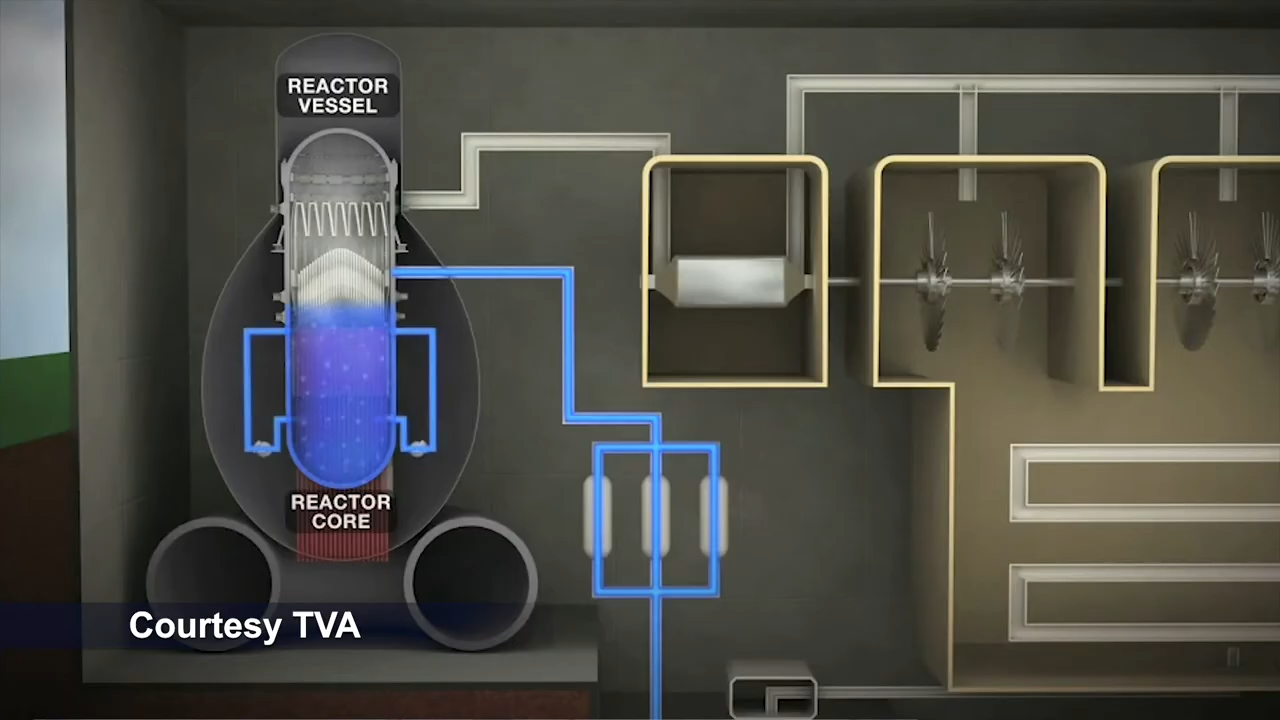 REACTOR
VESSEL
REACTOR
CORE
Courtesy TVA